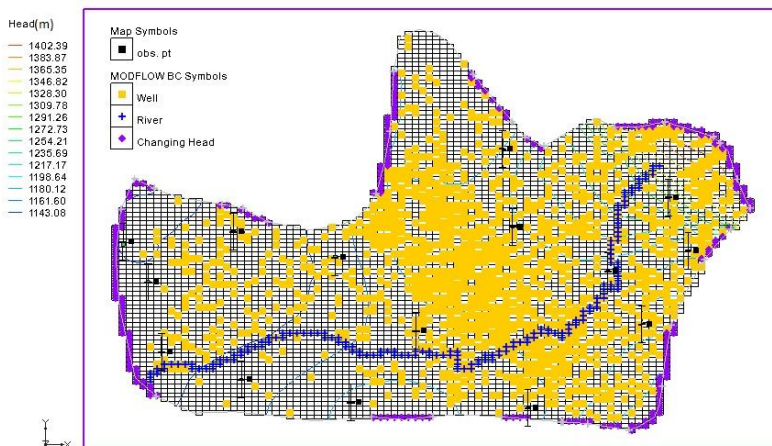 Head(m)
1402.39
1383.87
1365.35
1346.82
1328.30
1309.78
1291.26
1272.73
1254.21
1235.69
1217.17
1198.64
1180.12
1161.60
1143.08
Map Symbols
obs. pt
MODFLOW BC Symbols
Well
River
Changing Head
Y
X